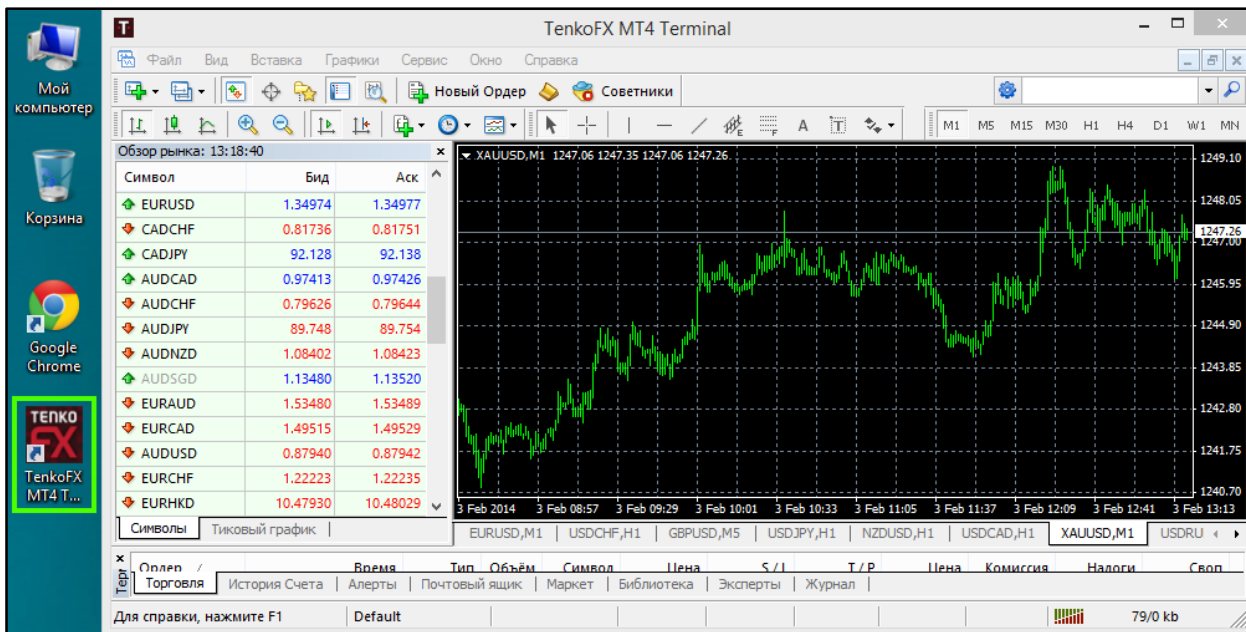 Мой
компьютер
Корзина
Google
Chrome
TENKO
FX
TenkoFX
MT4 T...
T
TenkoFX MT4 Terminal
Файл Вид Вставка Графики Сервис Окно Справка
Новый Ордер Советники
E F A T M1 M5 M15 M30 H1 H4 D1 W1 MN
Обзор рынка: 13:18:40
Символ Бид Аск
EURUSD 1.34974 1.34977
CADCHF 0.81736 0.81751
CADJPY 92.128 92.138
AUDCAD 0.97413 0.97426
AUDCHF 0.79626 0.79644
AUDJPY 89.748 89.754
AUDNZD 1.08402 1.08423
AUDSGD 1.13480 1.13520
EURAUD 1.53480 1.53489
EURCAD 1.49515 1.49529
AUDUSD 0.87940 0.87942
EURCHF 1.22223 1.22235
EURHKD 10.47930 10.48029
Символы Тиковый график
XAUUSD,M1 1247.06 1247.35 1247.06 1247.26
1249.10
1248.05
1247.26
1247.00
1245.95
1244.90
1243.85
1242.80
1241.75
1240.70
3 Feb 2014 3 Feb 08:57 3 Feb 09:29 3 Feb 10:01 3 Feb 10:33 3 Feb 11:05 3 Feb 11:37 3 Feb 12:09 3 Feb 12:41 3 Feb 13:13
EURUSD,M1 USDCHF,H1 GBPUSD,M5 USDJPY,H1 NZDUSD,H1 USDCAD,H1 XAUUSD,M1 USDRU
Терг
Ордер / Время Тип Объём Символ Цена S / L T / P Цена Комиссия Налоги Своп
Торговля История Счета Алерты Почтовый ящик Маркет Библиотека Эксперты Журнал
Для справки, нажмите F1 Default 79/0 kb